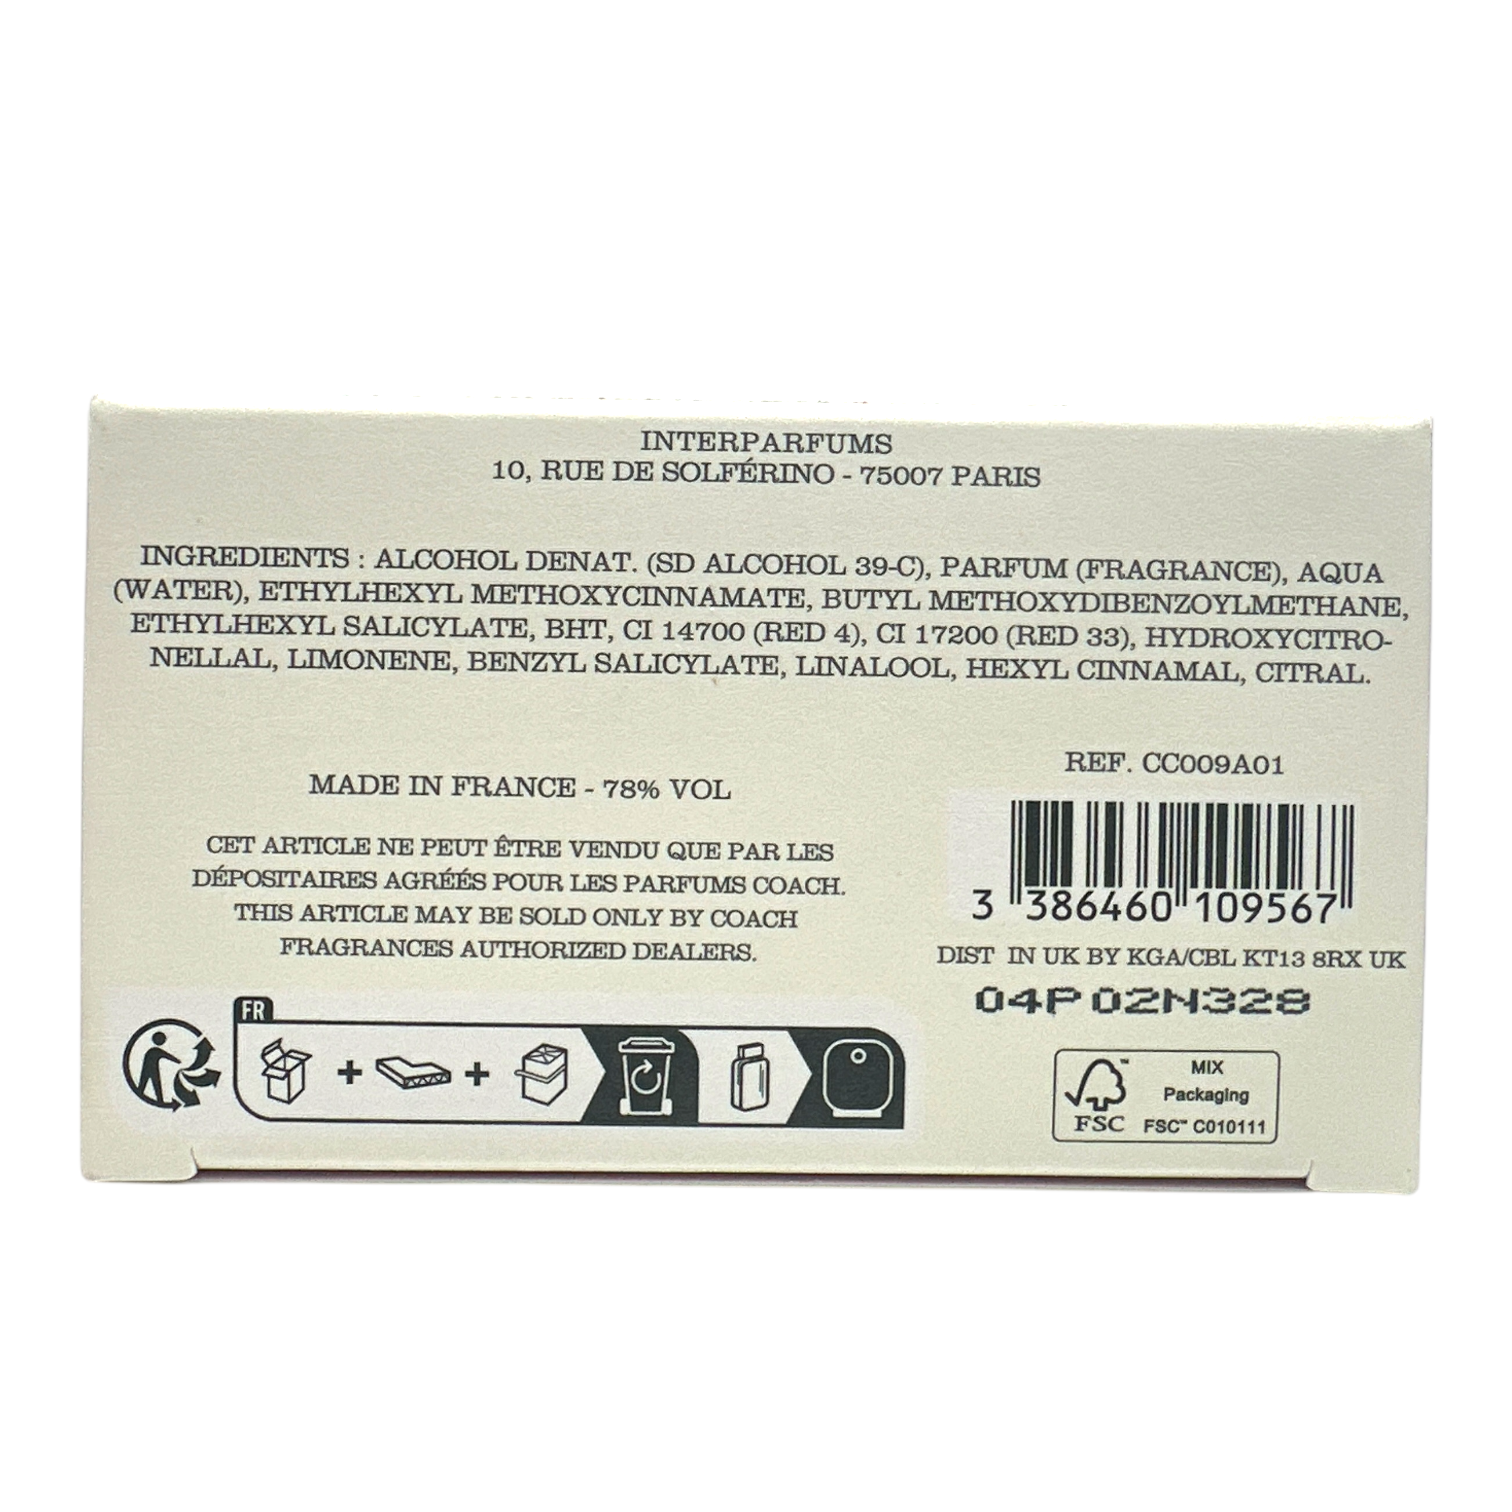 INTERPARFUMS
10, RUE DE SOLFÉRINO - 75007 PARIS
INGREDIENTS : ALCOHOL DENAT. (SD ALCOHOL 39-C), PARFUM (FRAGRANCE), AQUA
(WATER), ETHYLHEXYL METHOXYCINNAMATE, BUTYL METHOXYDIBENZOYLMETHANE,
ETHYLHEXYL SALICYLATE, BHT, CI 14700 (RED 4), CI 17200 (RED 33), HYDROXYCITRO-
NELLAL, LIMONENE, BENZYL SALICYLATE, LINALOOL, HEXYL CINNAMAL, CITRAL.
MADE IN FRANCE - 78% VOL
CET ARTICLE NE PEUT ÊTRE VENDU QUE PAR LES
DÉPOSITAIRES AGRÉÉS POUR LES PARFUMS COACH.
THIS ARTICLE MAY BE SOLD ONLY BY COACH
FRAGRANCES AUTHORIZED DEALERS.
FR
REF. CC009A01
3 386460 109567
DIST IN UK BY KGA/CBL KT13 8RX UK
04P02N328
FSC™
MIX
Packaging
FSC™ C010111